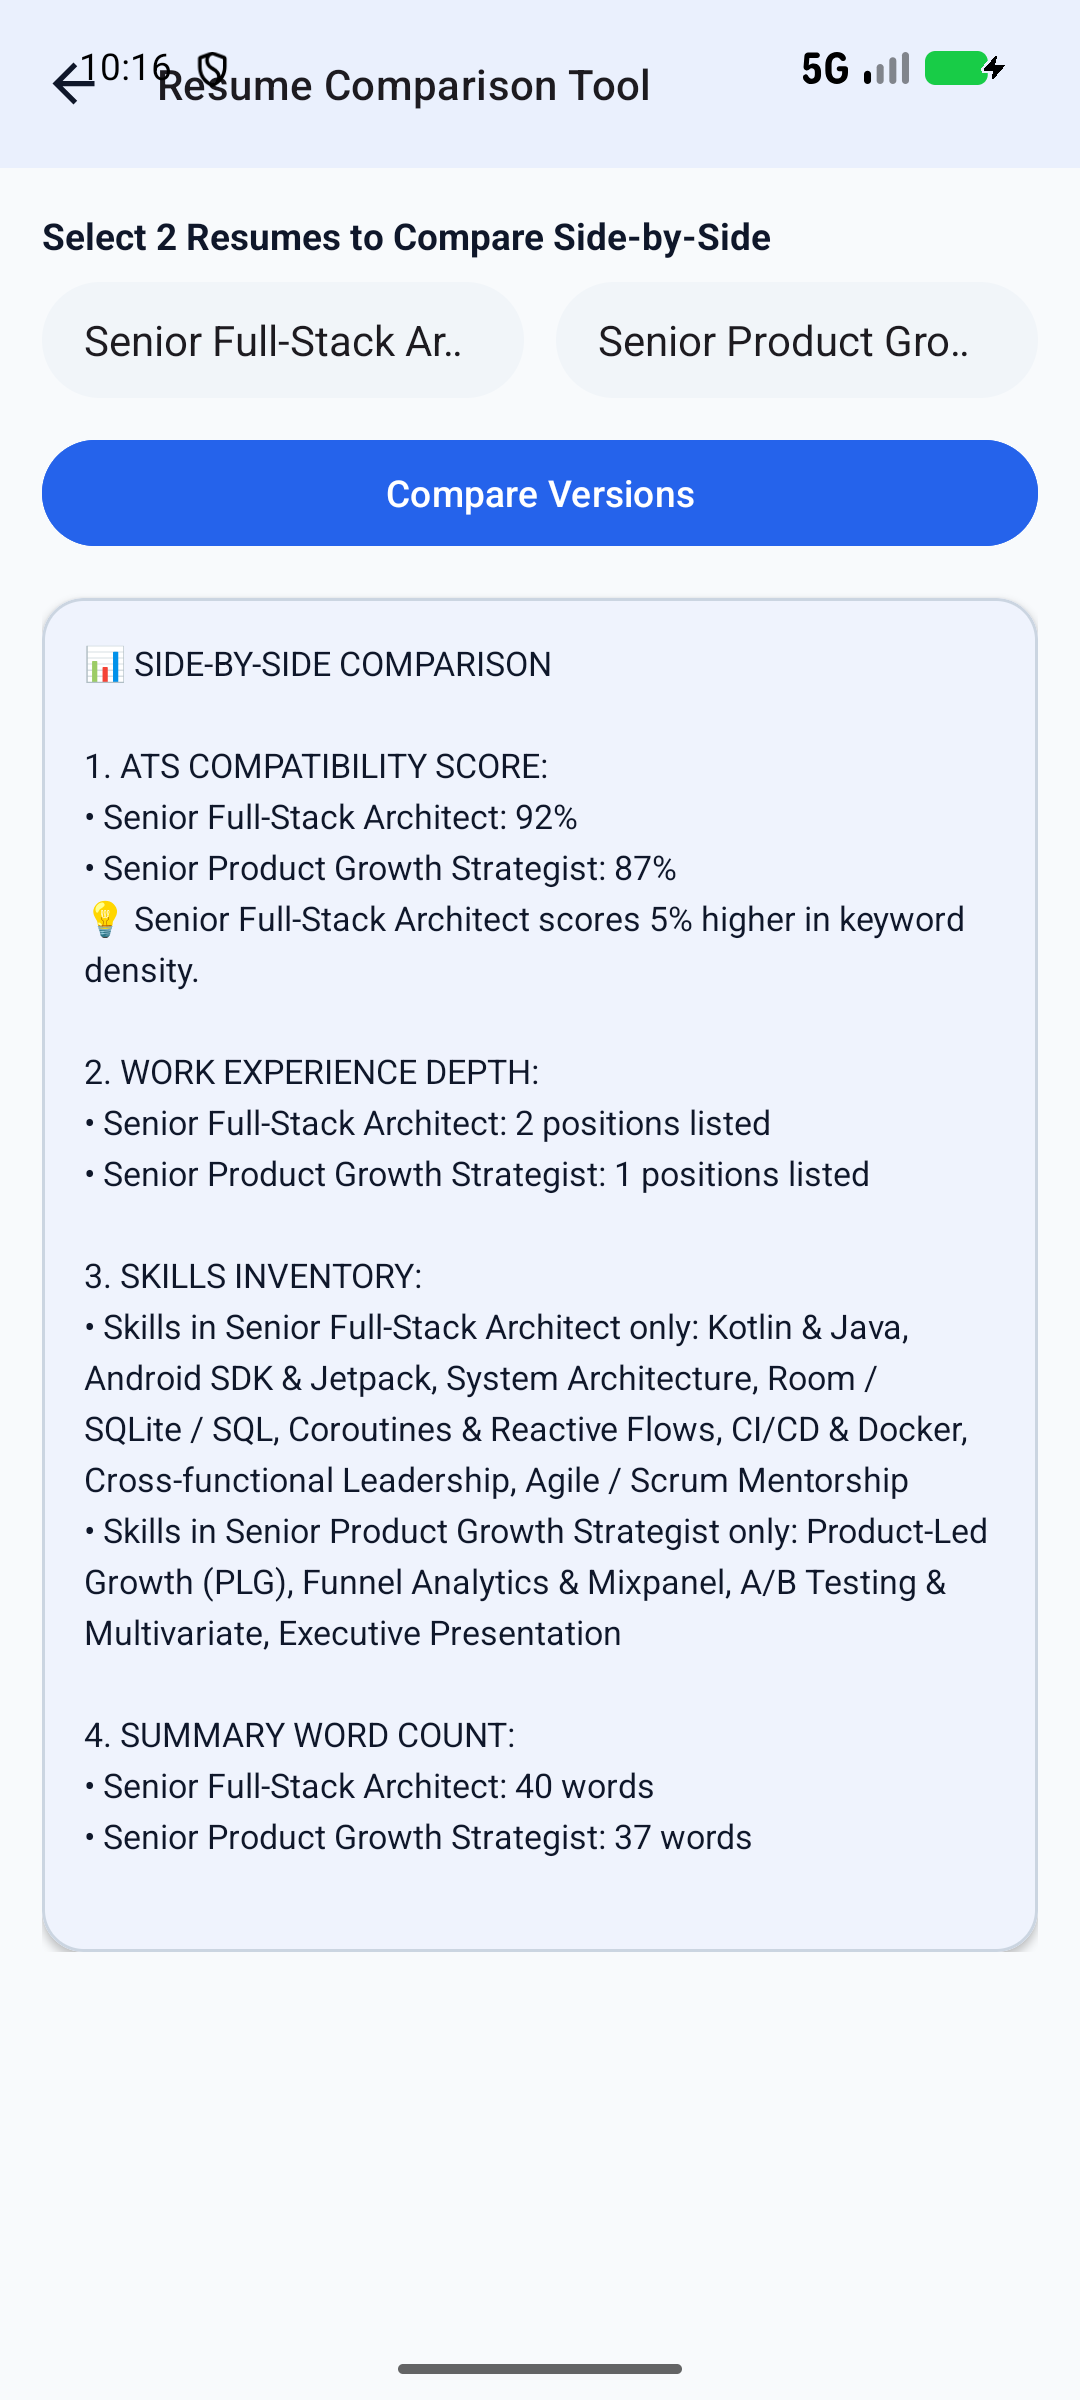 10:16
5G
Resume Comparison Tool
Select 2 Resumes to Compare Side-by-Side
Senior Full-Stack Ar..
Senior Product Gro..
Compare Versions
📊 SIDE-BY-SIDE COMPARISON
1. ATS COMPATIBILITY SCORE:
• Senior Full-Stack Architect: 92%
• Senior Product Growth Strategist: 87%
💡 Senior Full-Stack Architect scores 5% higher in keyword
density.
2. WORK EXPERIENCE DEPTH:
• Senior Full-Stack Architect: 2 positions listed
• Senior Product Growth Strategist: 1 positions listed
3. SKILLS INVENTORY:
• Skills in Senior Full-Stack Architect only: Kotlin & Java,
Android SDK & Jetpack, System Architecture, Room /
SQLite / SQL, Coroutines & Reactive Flows, CI/CD & Docker,
Cross-functional Leadership, Agile / Scrum Mentorship
• Skills in Senior Product Growth Strategist only: Product-Led
Growth (PLG), Funnel Analytics & Mixpanel, A/B Testing &
Multivariate, Executive Presentation
4. SUMMARY WORD COUNT:
• Senior Full-Stack Architect: 40 words
• Senior Product Growth Strategist: 37 words